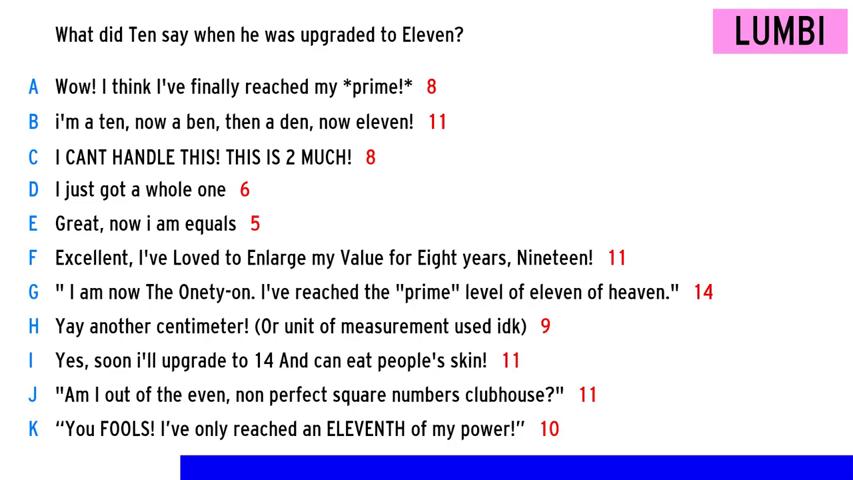 What did Ten say when he was upgraded to Eleven?
LUMBI
A Wow! I think I've finally reached my *prime!* 8
B i'm a ten, now a ben, then a den, now eleven! 11
C I CANT HANDLE THIS! THIS IS 2 MUCH! 8
D I just got a whole one 6
E Great, now i am equals 5
F Excellent, I've Loved to Enlarge my Value for Eight years, Nineteen! 11
G " I am now The Onety-on. I've reached the "prime" level of eleven of heaven." 14
H Yay another centimeter! (Or unit of measurement used idk) 9
I Yes, soon i'll upgrade to 14 And can eat people's skin! 11
J "Am I out of the even, non perfect square numbers clubhouse?" 11
K “You FOOLS! I’ve only reached an ELEVENTH of my power!” 10